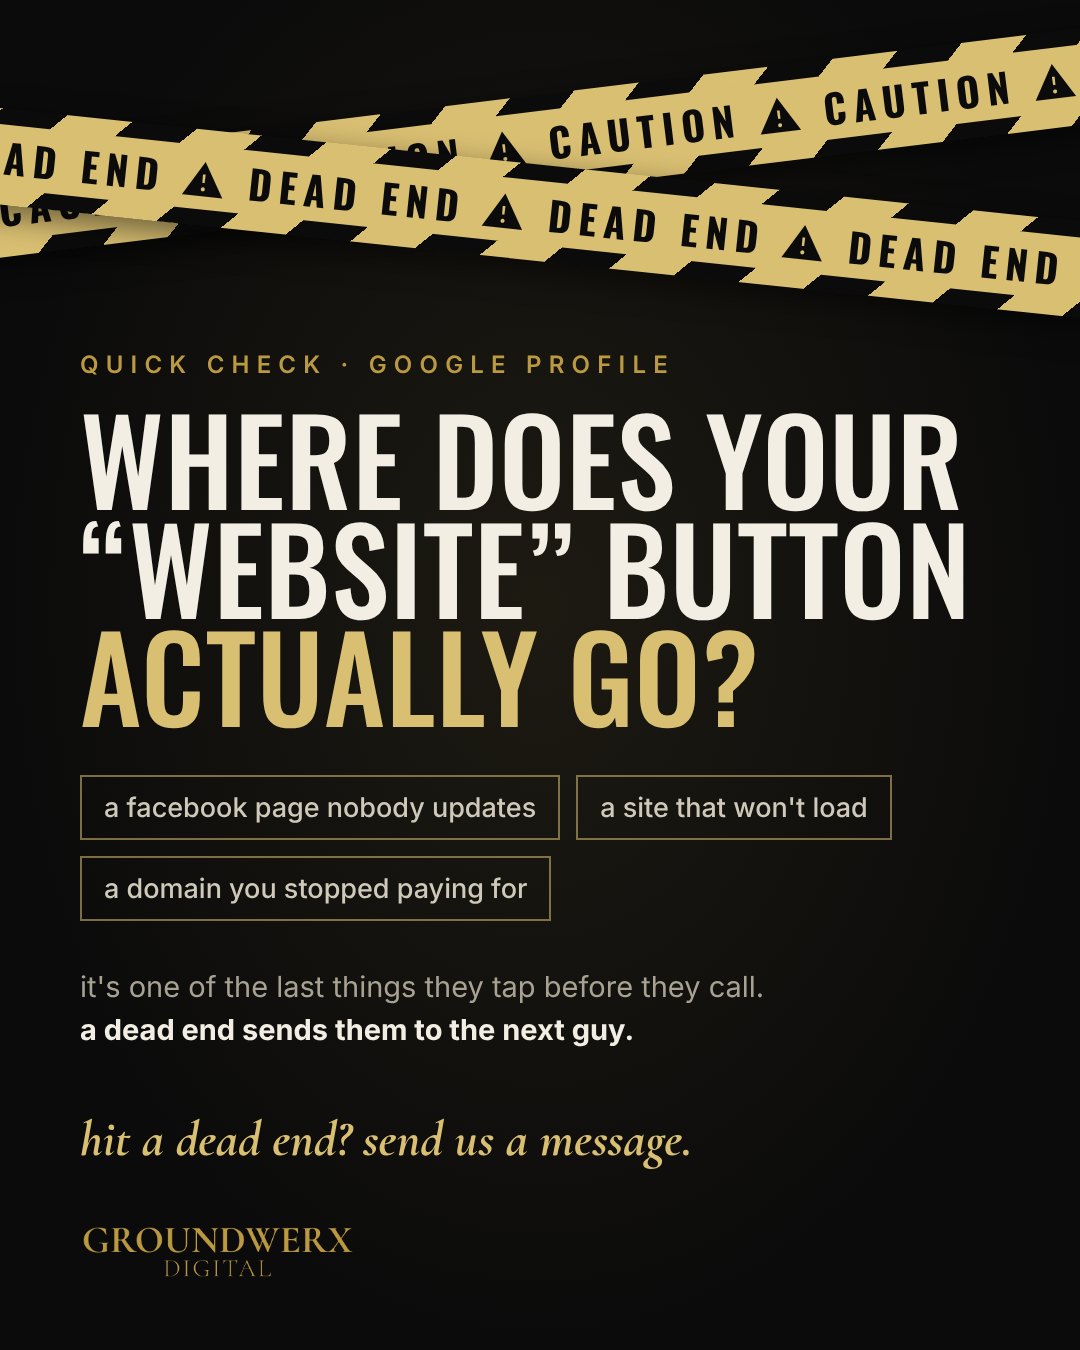 CAUTION ⚠ CAUTION ⚠
END ⚠ DEAD END ⚠ DEAD END ⚠ DEAD END
QUICK CHECK · GOOGLE PROFILE
WHERE DOES YOUR
“WEBSITE” BUTTON
ACTUALLY GO?
a facebook page nobody updates
a site that won't load
a domain you stopped paying for
it's one of the last things they tap before they call.
a dead end sends them to the next guy.
hit a dead end? send us a message.
GROUNDWERX
DIGITAL